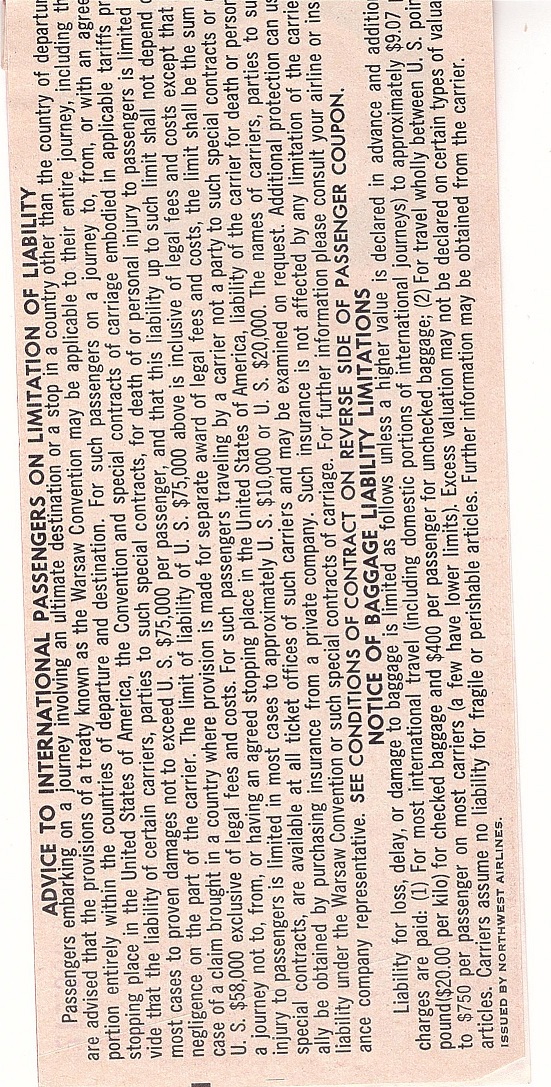 ADVICE TO INTERNATIONAL PASSENGERS ON LIMITATION OF LIABILITY
Passengers embarking on a journey involving an ultimate destination or a stop in a country other than the country of departur
are advised that the provisions of a treaty known as the Warsaw Convention may be applicable to their entire journey, including th
portion entirely within the countries of departure and destination. For such passengers on a journey to, from, or with an agree
stopping place in the United States of America, the Convention and special contracts of carriage embodied in applicable tariffs pr
vide that the liability of certain carriers, parties to such special contracts, for death of or personal injury to passengers is limited
most cases to proven damages not to exceed U. S. $75,000 per passenger, and that this liability up to such limit shall not depend
negligence on the part of the carrier. The limit of liability of U. S. $75,000 above is inclusive of legal fees and costs except that
case of a claim brought in a country where provision is made for separate award of legal fees and costs, the limit shall be the sum
U. S. $58,000 exclusive of legal fees and costs. For such passengers traveling by a carrier not a party to such special contracts or
a journey not to, from, or having an agreed stopping place in the United States of America, liability of the carrier for death or person
injury to passengers is limited in most cases to approximately U. S. $10,000 or U. S. $20,000. The names of carriers, parties to su
special contracts, are available at all ticket offices of such carriers and may be examined on request. Additional protection can us
ally be obtained by purchasing insurance from a private company. Such insurance is not affected by any limitation of the carrie
liability under the Warsaw Convention or such special contracts of carriage. For further information please consult your airline or ins
ance company representative. SEE CONDITIONS OF CONTRACT ON REVERSE SIDE OF PASSENGER COUPON.
NOTICE OF BAGGAGE LIABILITY LIMITATIONS
Liability for loss, delay, or damage to baggage is limited as follows unless a higher value is declared in advance and addition
charges are paid: (1) For most international travel (including domestic portions of international journeys) to approximately $9.07
pound($20.00 per kilo) for checked baggage and $400 per passenger for unchecked baggage; (2) For travel wholly between U. S. poin
to $750 per passenger on most carriers (a few have lower limits). Excess valuation may not be declared on certain types of valua
articles. Carriers assume no liability for fragile or perishable articles. Further information may be obtained from the carrier.
ISSUED BY NORTHWEST AIRLINES.